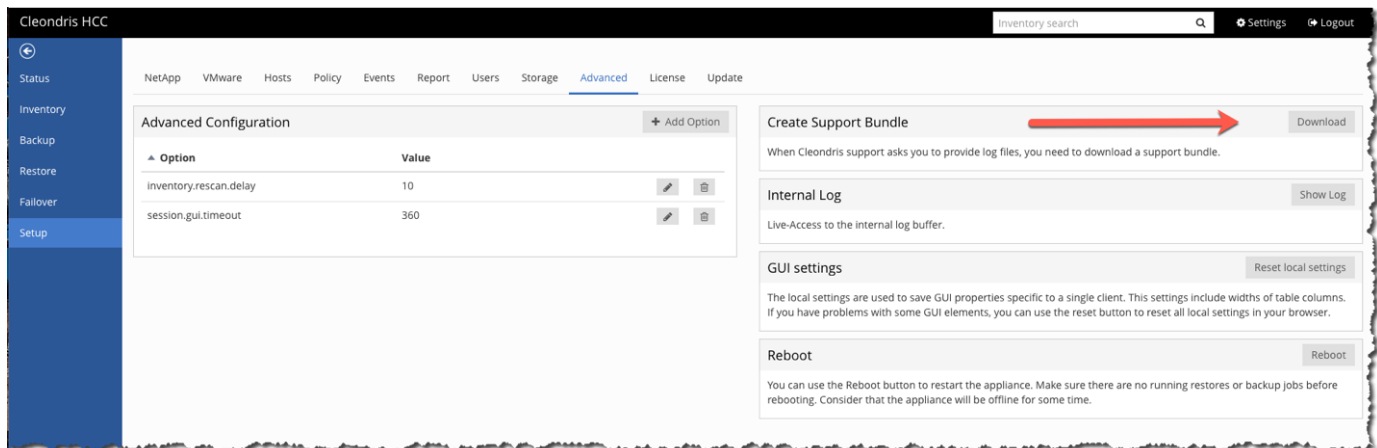 Cleondris HCC
Inventory search
Settings
Logout
Status
Inventory
Backup
Restore
Failover
Setup
NetApp VMware Hosts Policy Events Report Users Storage Advanced License Update
Advanced Configuration
+ Add Option
Option Value
inventory.rescan.delay 10
session.gui.timeout 360
Create Support Bundle
Download
When Cleondris support asks you to provide log files, you need to download a support bundle.
Internal Log
Show Log
Live-Access to the internal log buffer.
GUI settings
Reset local settings
The local settings are used to save GUI properties specific to a single client. This settings include widths of table columns.
If you have problems with some GUI elements, you can use the reset button to reset all local settings in your browser.
Reboot
Reboot
You can use the Reboot button to restart the appliance. Make sure there are no running restores or backup jobs before
rebooting. Consider that the appliance will be offline for some time.